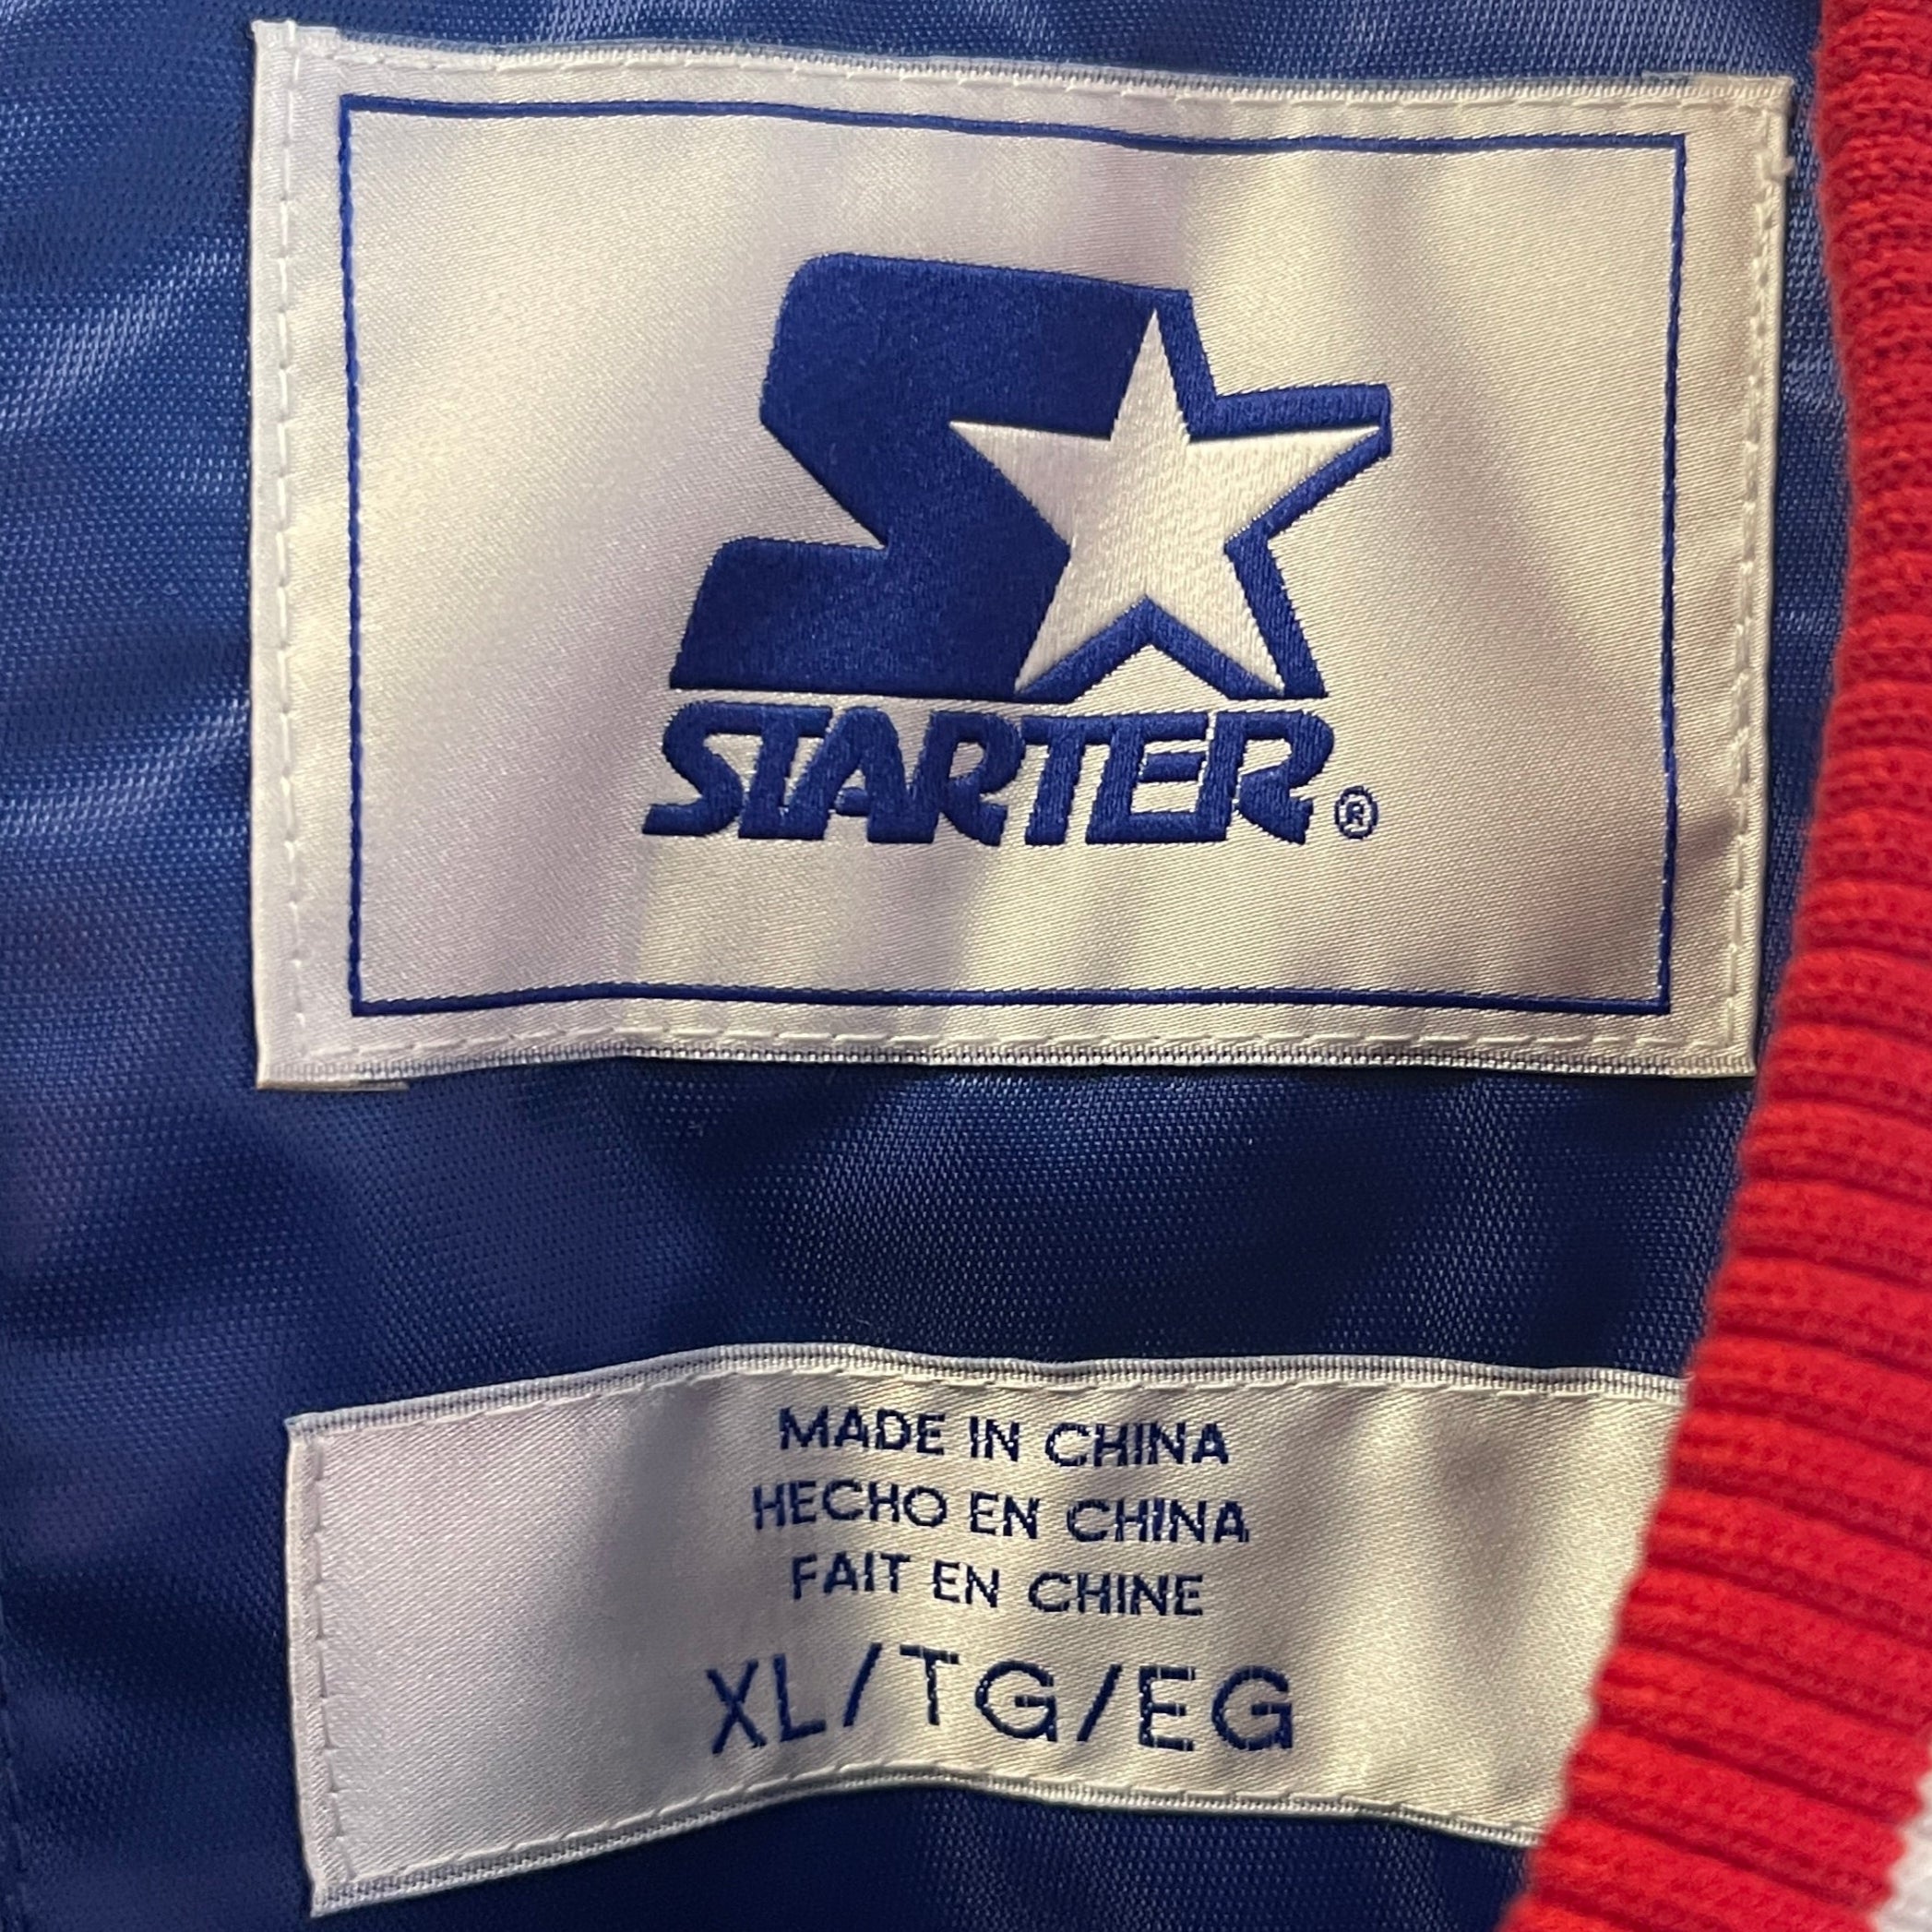 STARTER®
MADE IN CHINA
HECHO EN CHINA
FAIT EN CHINE
XL/TG/EG